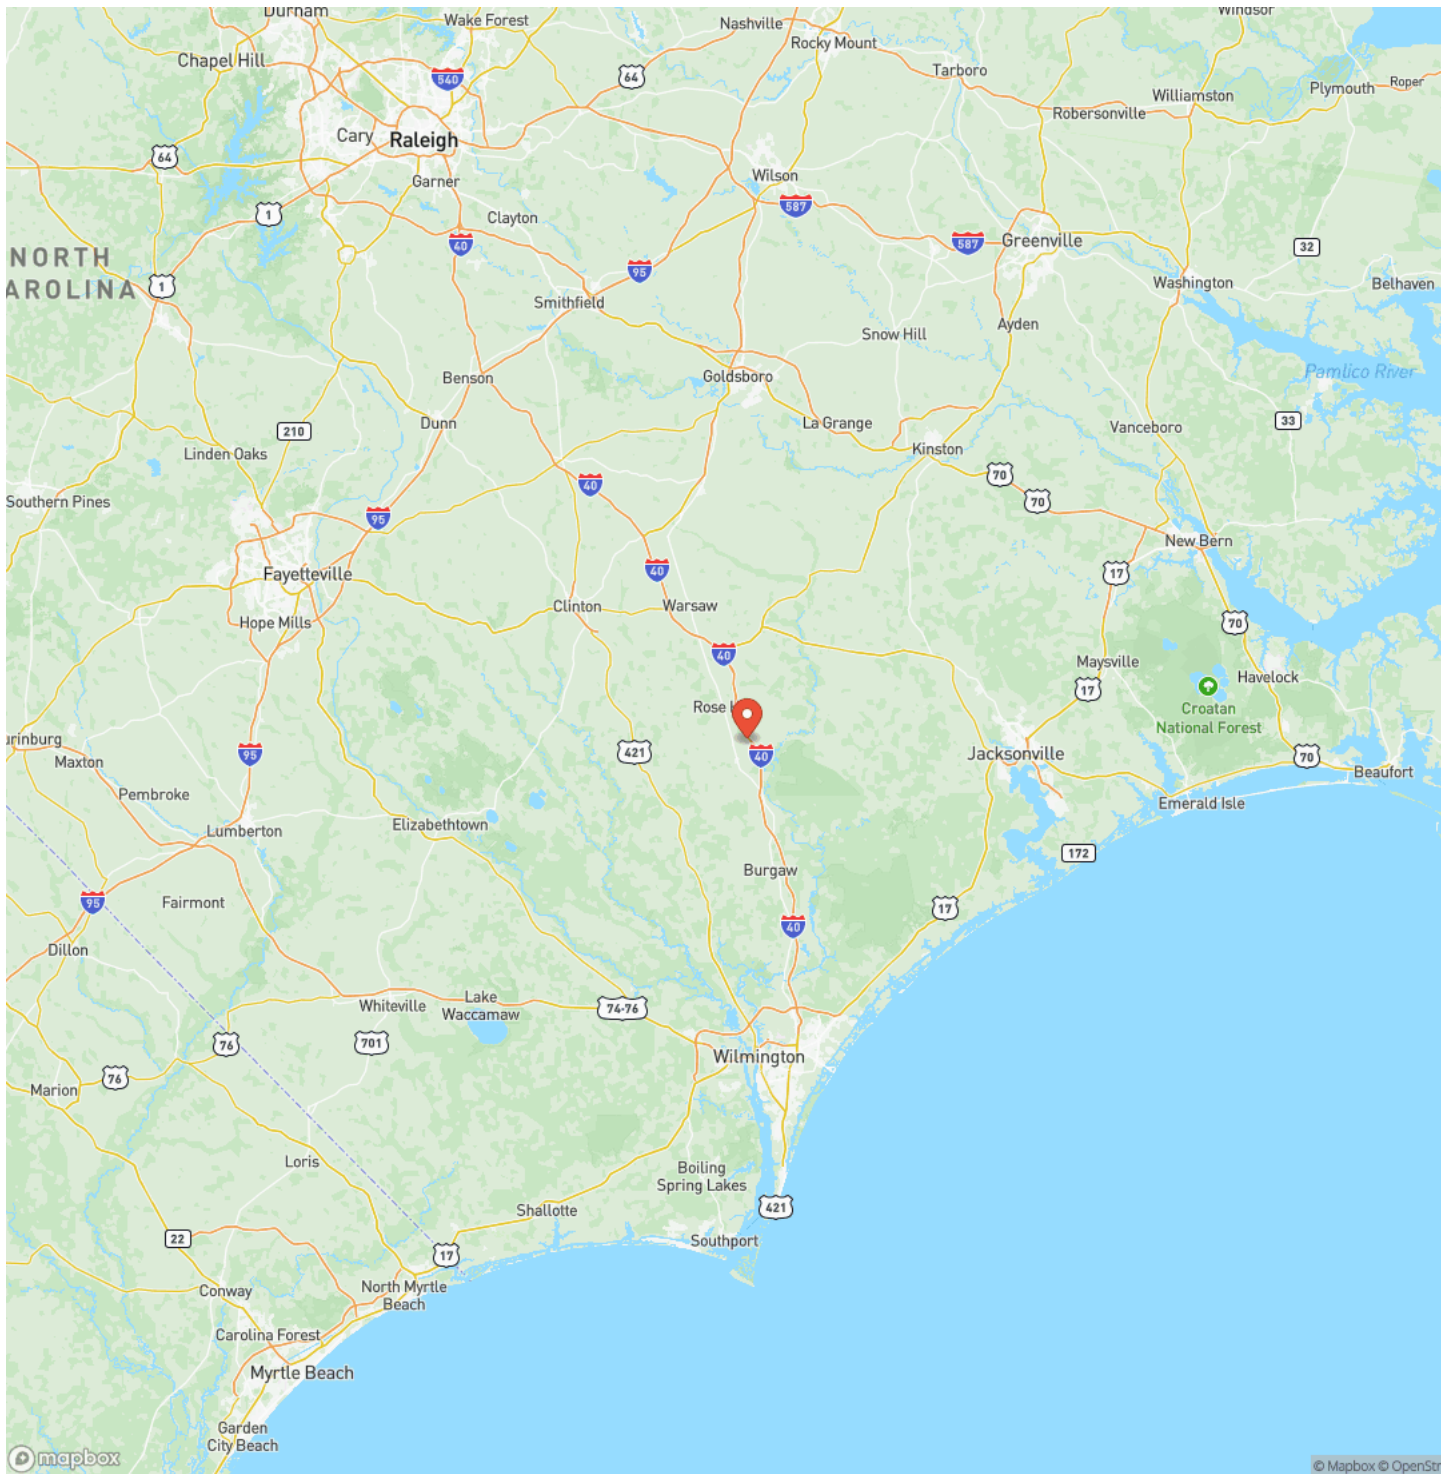 Durham
Wake Forest
Nashville
Windsor
Rocky Mount
Chapel Hill
540
64
Tarboro
Williamston
Plymouth
Roper
Robersonville
Cary
Raleigh
64
Garner
Wilson
587
1
Clayton
40
587
Greenville
32
NORTH
CAROLINA
1
95
Smithfield
Washington
Belhaven
Ayden
Snow Hill
Pamlico River
Benson
Goldsboro
210
Dunn
La Grange
33
Vanceboro
Linden Oaks
Kinston
70
40
Southern Pines
70
95
New Bern
Fayetteville
40
17
Clinton
Warsaw
Hope Mills
70
40
Maysville
17
Havelock
Rose
Croatan
National Forest
urinburg
95
421
40
Jacksonville
70
Maxton
Beaufort
Pembroke
Emerald Isle
Lumberton
Elizabethtown
172
Burgaw
95
Fairmont
17
40
Dillon
Whiteville
Lake
Waccamaw
74-76
76
701
Wilmington
76
Marion
Loris
Boiling
Spring Lakes
421
Shallotte
22
Southport
17
Conway
North Myrtle
Beach
Carolina Forest
Myrtle Beach
Garden
City Beach
mapbox
© Mapbox © OpenStr